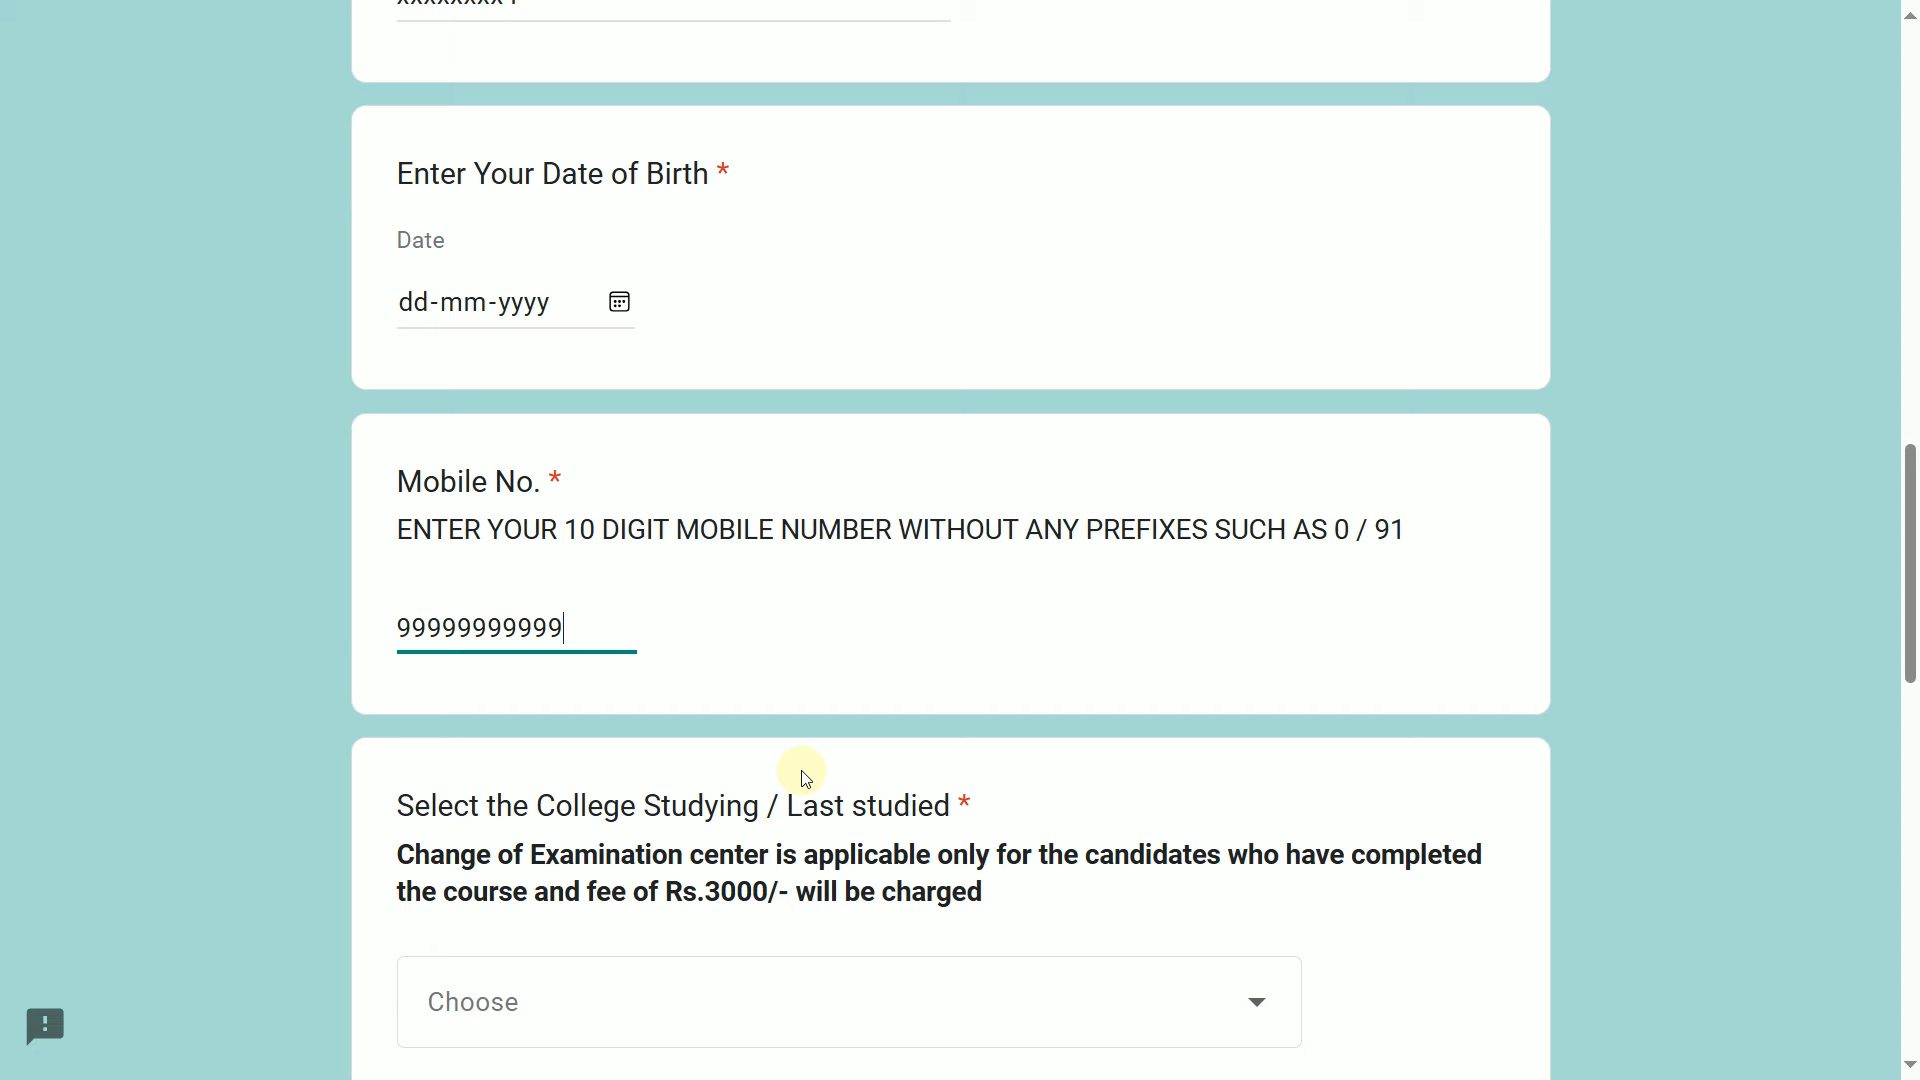 Enter Your Date of Birth *
Date
dd-mm-yyyy
Mobile No. *
ENTER YOUR 10 DIGIT MOBILE NUMBER WITHOUT ANY PREFIXES SUCH AS 0 / 91
99999999999
Select the College Studying / Last studied *
Change of Examination center is applicable only for the candidates who have completed
the course and fee of Rs.3000/- will be charged
Choose